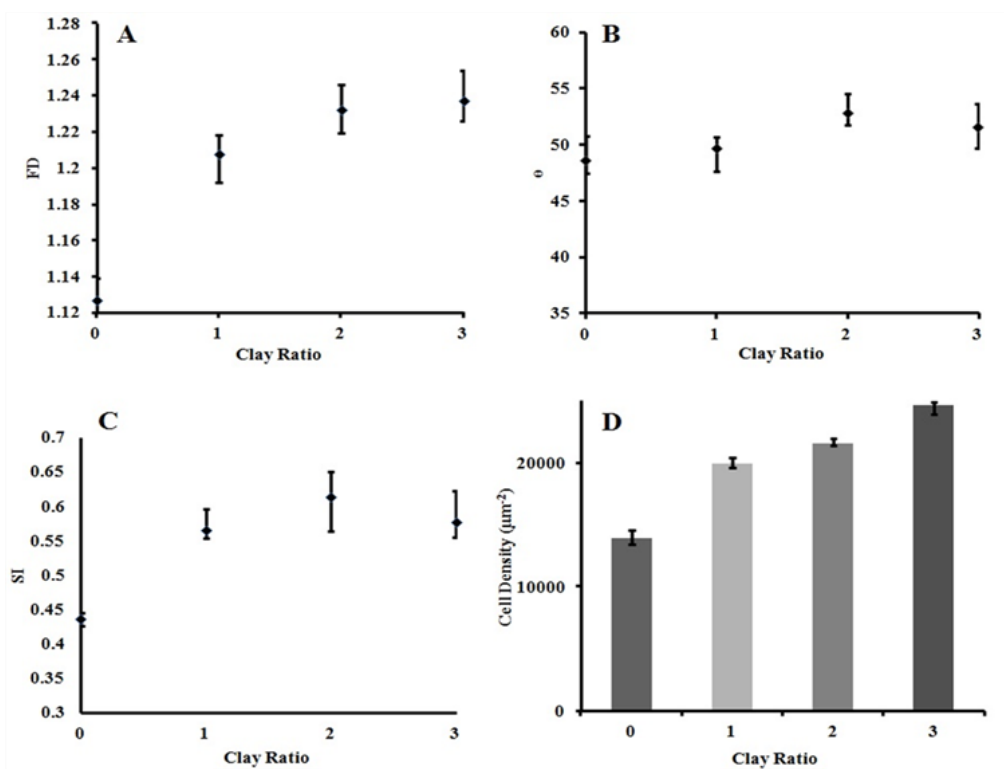 A
1.28
1.26
1.24
1.22
1.2
1.18
1.16
1.14
1.12
FD
0 1 2 3
Clay Ratio
B
60
55
50
45
40
35
θ
0 1 2 3
Clay Ratio
C
0.7
0.65
0.6
0.55
0.5
0.45
0.4
0.35
0.3
SI
0 1 2 3
Clay Ratio
D
20000
10000
0
Cell Density (µm⁻²)
0 1 2 3
Clay Ratio